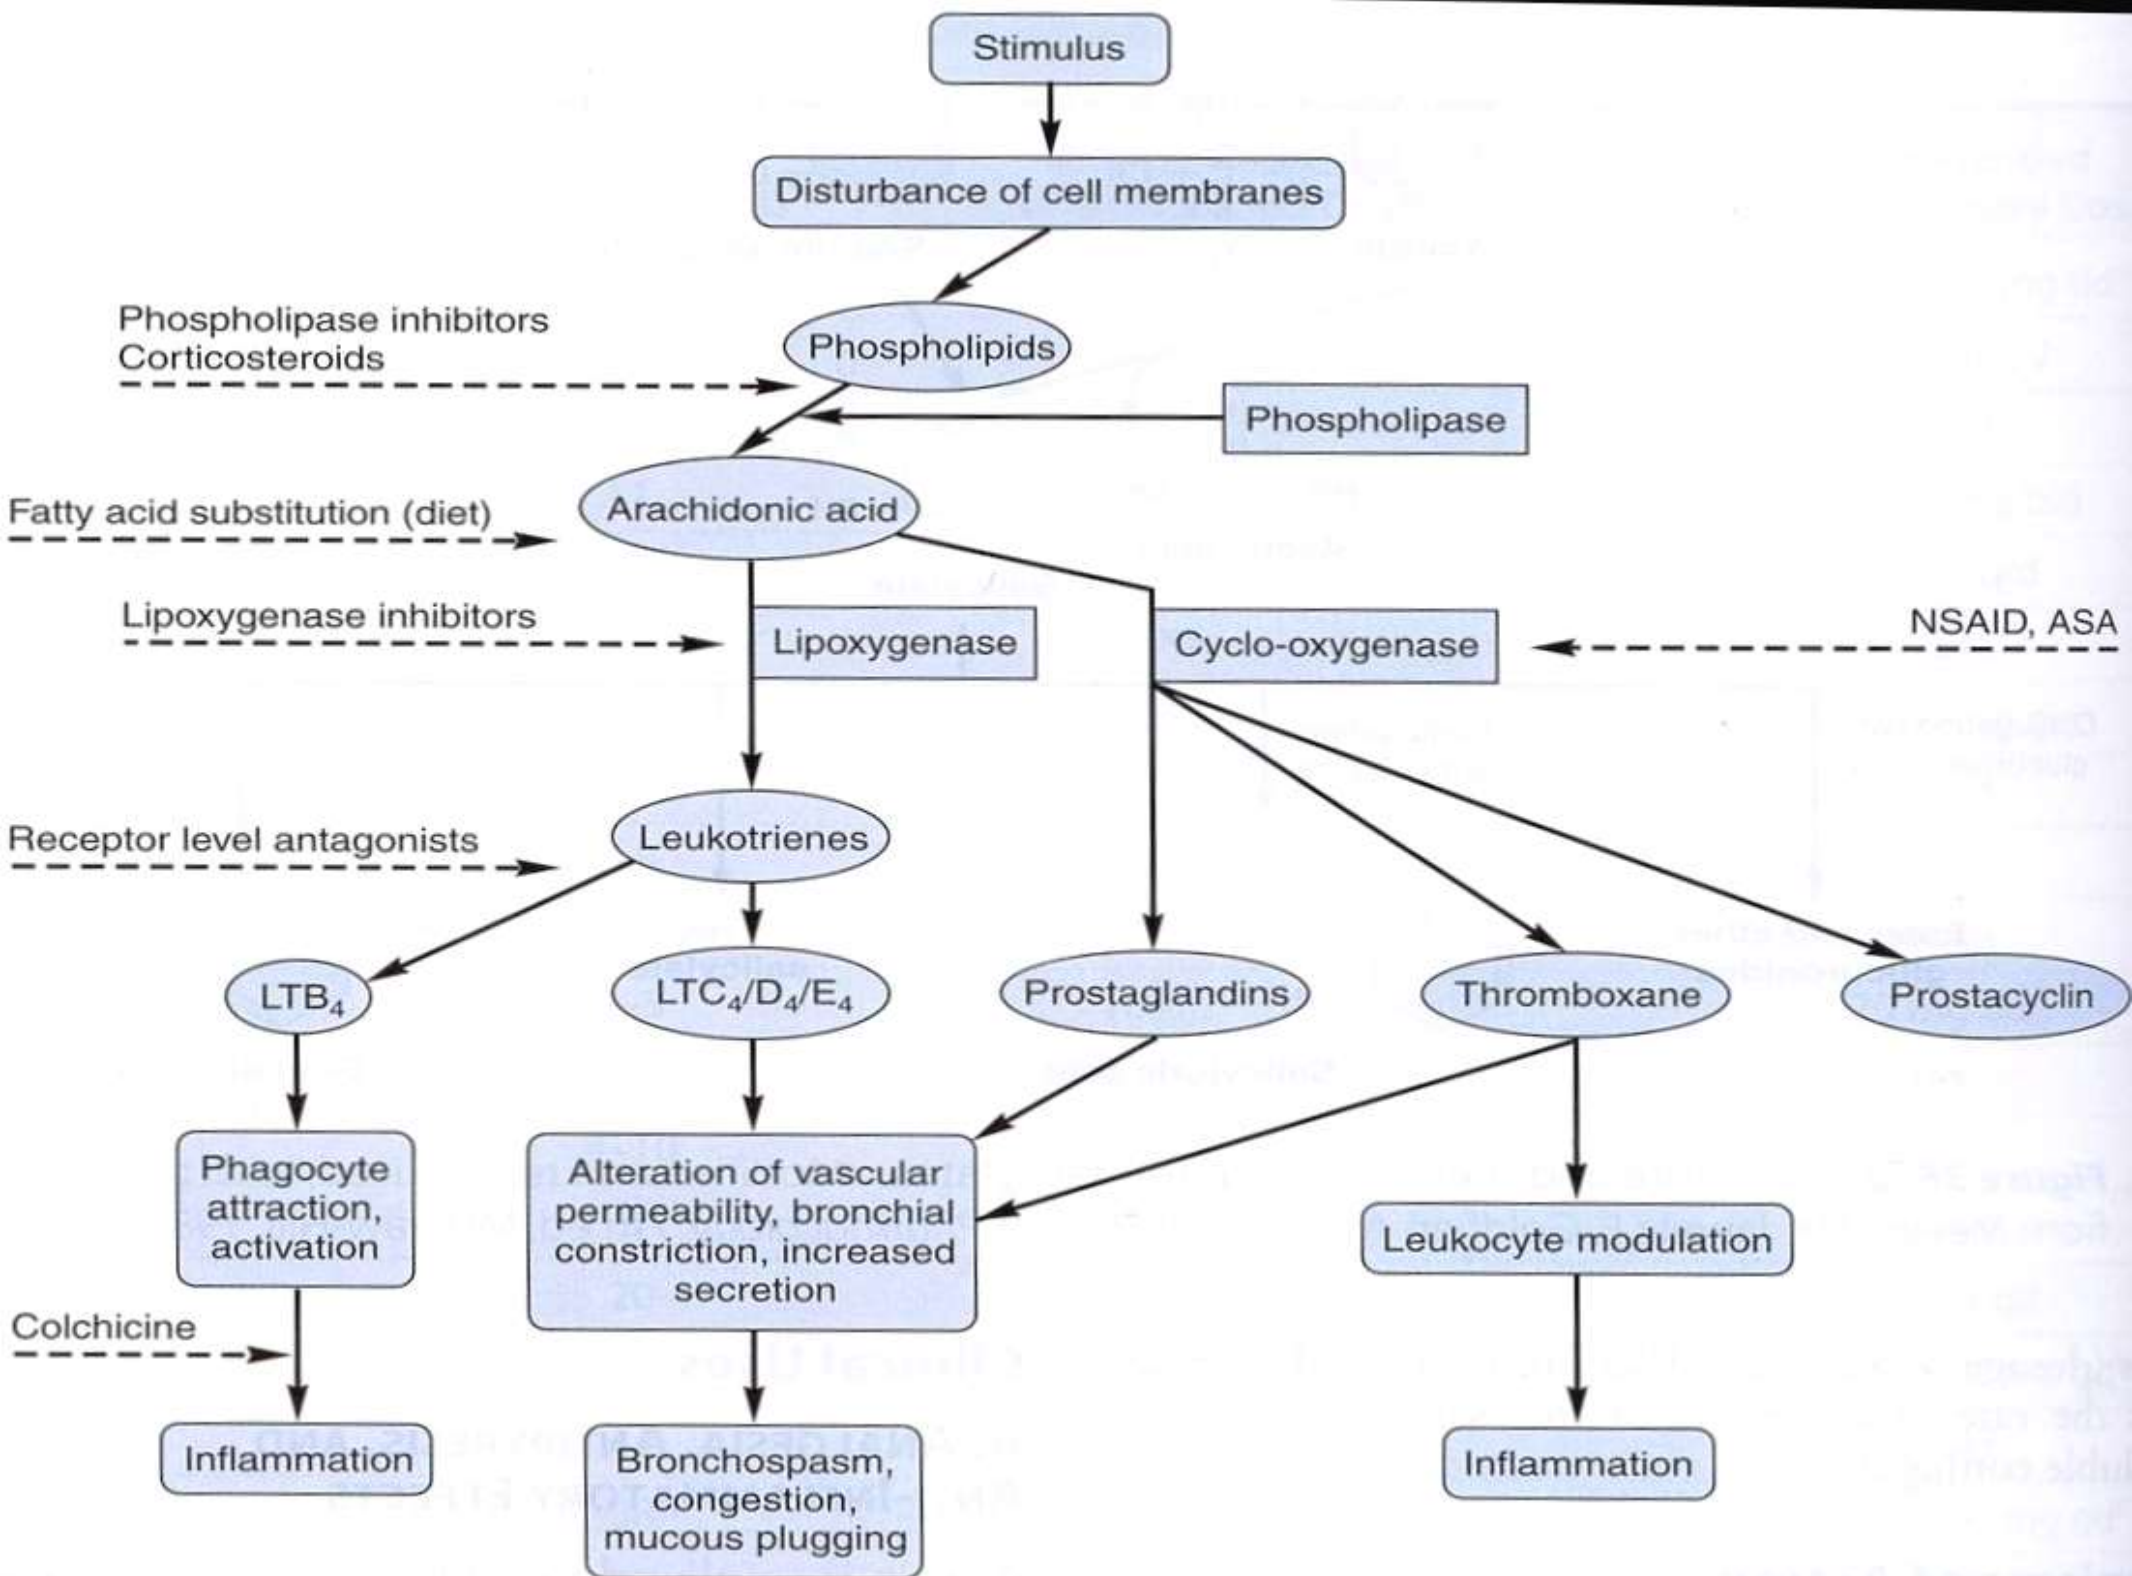 Stimulus
Disturbance of cell membranes
Phospholipase inhibitors
Corticosteroids
Phospholipids
Phospholipase
Fatty acid substitution (diet)
Arachidonic acid
Lipoxygenase inhibitors
Lipoxygenase
Cyclo-oxygenase
NSAID, ASA
Receptor level antagonists
Leukotrienes
LTB₄
LTC₄/D₄/E₄
Prostaglandins
Thromboxane
Prostacyclin
Phagocyte
attraction,
activation
Alteration of vascular
permeability, bronchial
constriction, increased
secretion
Leukocyte modulation
Colchicine
Inflammation
Bronchospasm,
congestion,
mucous plugging
Inflammation